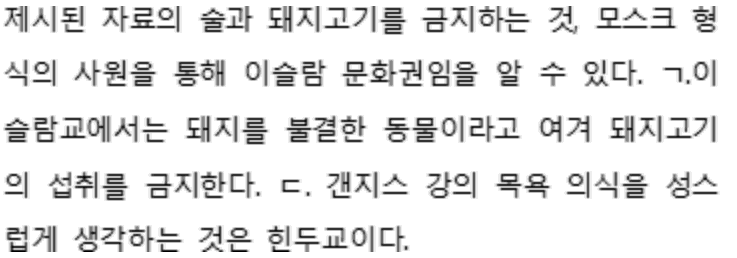 제시된 자료의 술과 돼지고기를 금지하는 것, 모스크 형
식의 사원을 통해 이슬람 문화권임을 알 수 있다. ㄱ.이
슬람교에서는 돼지를 불결한 동물이라고 여겨 돼지고기
의 섭취를 금지한다. ㄷ. 갠지스 강의 목욕 의식을 성스
럽게 생각하는 것은 힌두교이다.